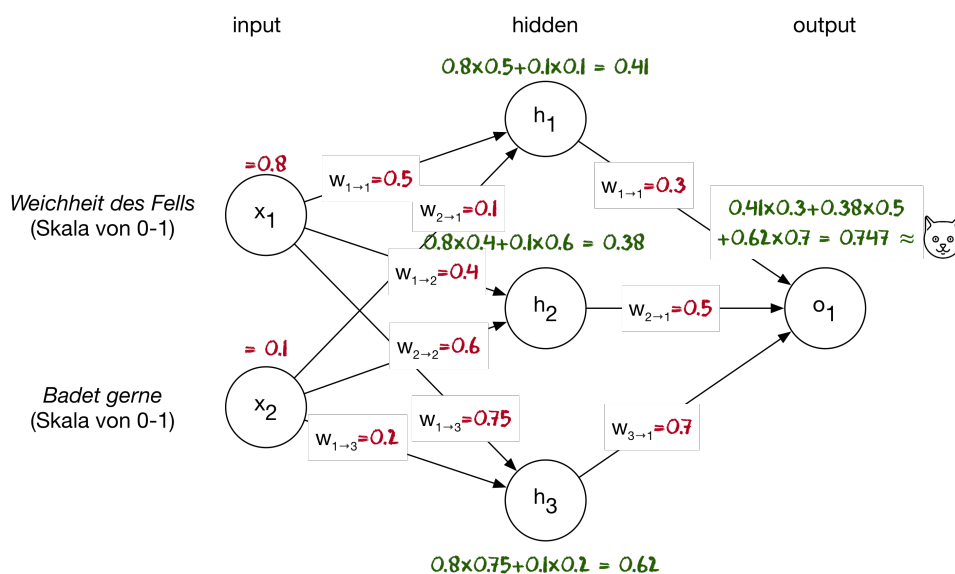 input
hidden
output
0.8×0.5+0.1×0.1 = 0.41
h1
=0.8
w1→1=0.5
w1→1=0.3
Weichheit des Fells
(Skala von 0-1)
x1
w2→1=0.1
0.41×0.3+0.38×0.5
+0.62×0.7 = 0.747 ≈
0.8×0.4+0.1×0.6 = 0.38
w1→2=0.4
h2
w2→1=0.5
o1
= 0.1
w2→2=0.6
Badet gerne
(Skala von 0-1)
x2
w1→3=0.75
w1→3=0.2
w3→1=0.7
h3
0.8×0.75+0.1×0.2 = 0.62